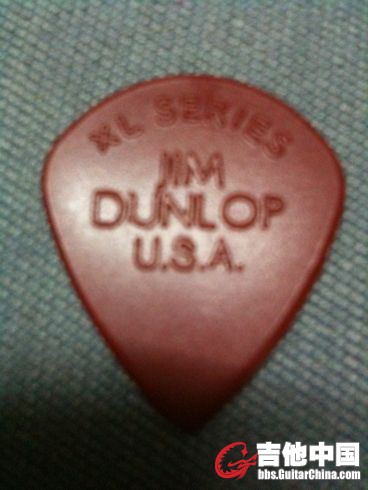 XL SERIES
JIM
DUNLOP
U.S.A.
吉他中国
bbs.GuitarChina.com